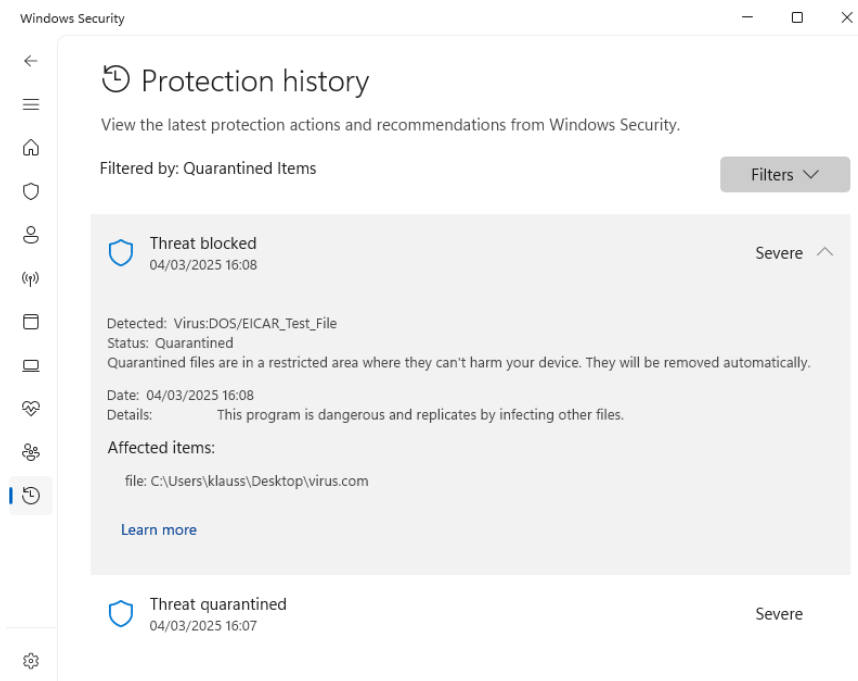 Windows Security
Protection history
View the latest protection actions and recommendations from Windows Security.
Filtered by: Quarantined Items
Filters
Threat blocked
Severe
04/03/2025 16:08
Detected: Virus:DOS/EICAR_Test_File
Status: Quarantined
Quarantined files are in a restricted area where they can't harm your device. They will be removed automatically.
Date: 04/03/2025 16:08
Details: This program is dangerous and replicates by infecting other files.
Affected items:
file: C:\Users\klauss\Desktop\virus.com
Learn more
Threat quarantined
Severe
04/03/2025 16:07